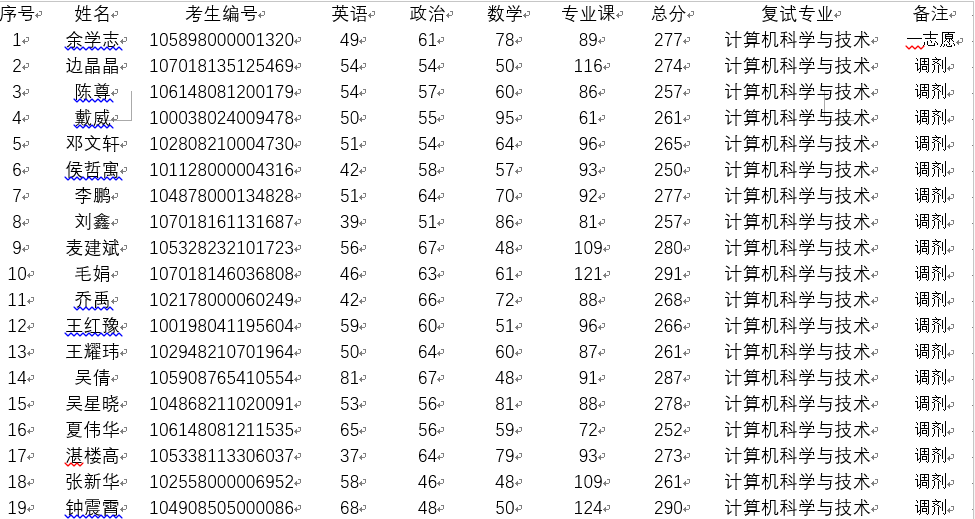 序号 姓名 考生编号 英语 政治 数学 专业课 总分 复试专业 备注
1 余学志 105898000001320 49 61 78 89 277 计算机科学与技术 一志愿
2 边晶晶 107018135125469 54 54 50 116 274 计算机科学与技术 调剂
3 陈尊 106148081200179 54 57 60 86 257 计算机科学与技术 调剂
4 戴威 100038024009478 50 55 95 61 261 计算机科学与技术 调剂
5 邓文轩 102808210004730 51 54 64 96 265 计算机科学与技术 调剂
6 侯哲寓 101128000004316 42 58 57 93 250 计算机科学与技术 调剂
7 李鹏 104878000134828 51 64 70 92 277 计算机科学与技术 调剂
8 刘鑫 107018161131687 39 51 86 81 257 计算机科学与技术 调剂
9 麦建斌 105328232101723 56 67 48 109 280 计算机科学与技术 调剂
10 毛娟 107018146036808 46 63 61 121 291 计算机科学与技术 调剂
11 乔禹 102178000060249 42 66 72 88 268 计算机科学与技术 调剂
12 王红豫 100198041195604 59 60 51 96 266 计算机科学与技术 调剂
13 王耀玮 102948210701964 50 64 60 87 261 计算机科学与技术 调剂
14 吴倩 105908765410554 81 67 48 91 287 计算机科学与技术 调剂
15 吴星晓 104868211020091 53 56 81 88 278 计算机科学与技术 调剂
16 夏伟华 106148081211535 65 56 59 72 252 计算机科学与技术 调剂
17 湛楼高 105338113306037 37 64 79 93 273 计算机科学与技术 调剂
18 张新华 102558000006952 58 46 48 109 261 计算机科学与技术 调剂
19 钟震霄 104908505000086 68 48 50 124 290 计算机科学与技术 调剂